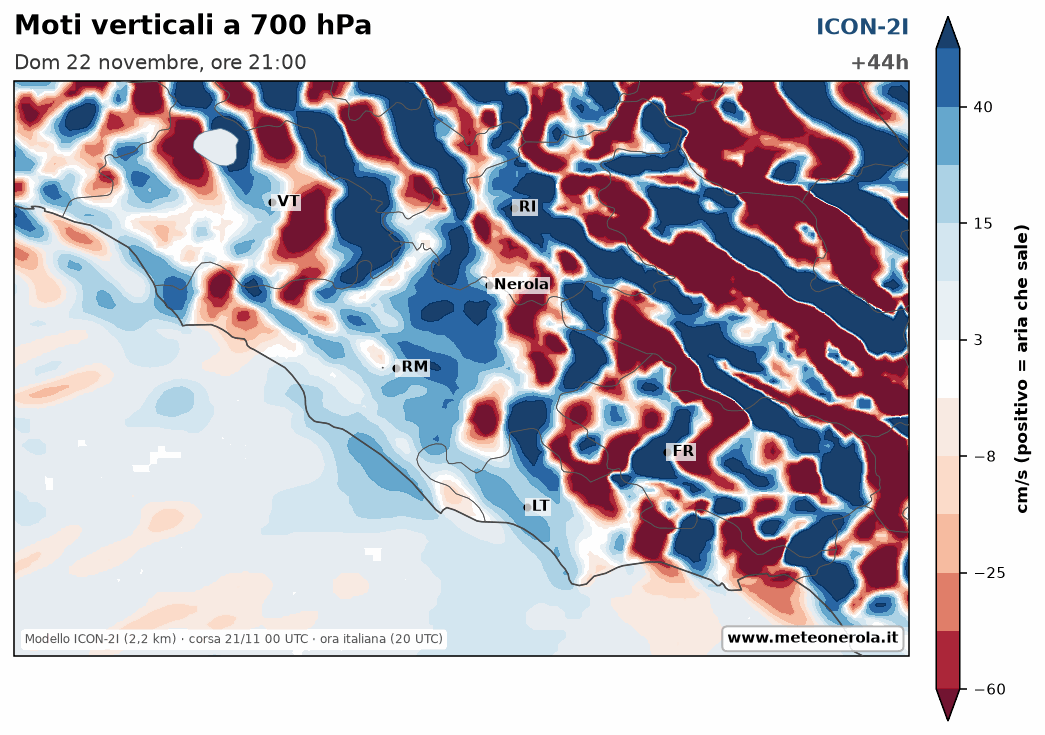 Moti verticali a 700 hPa
ICON-2I
Dom 22 novembre, ore 21:00
+44h
VT
RI
Nerola
RM
FR
LT
40
15
3
−8
−25
−60
cm/s (positivo = aria che sale)
Modello ICON-2I (2,2 km) · corsa 21/11 00 UTC · ora italiana (20 UTC)
www.meteonerola.it